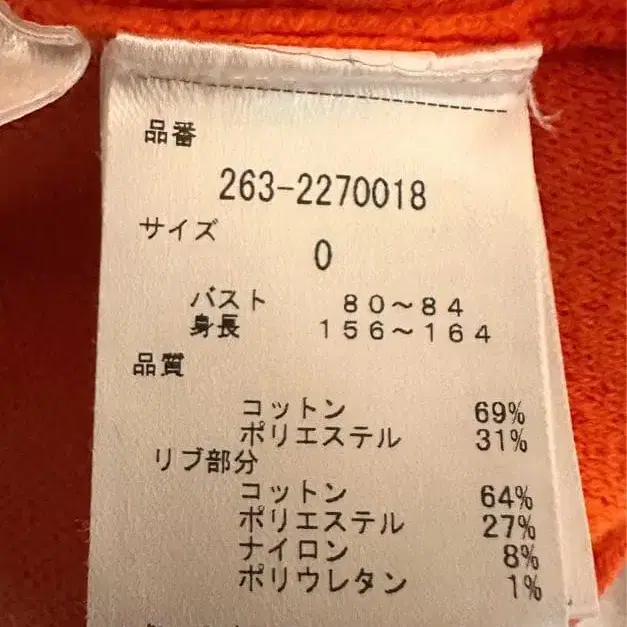 品番
263-2270018
サイズ
0
バスト 80～84
身長 156～164
品質
コットン 69%
ポリエステル 31%
リブ部分
コットン 64%
ポリエステル 27%
ナイロン 8%
ポリウレタン 1%